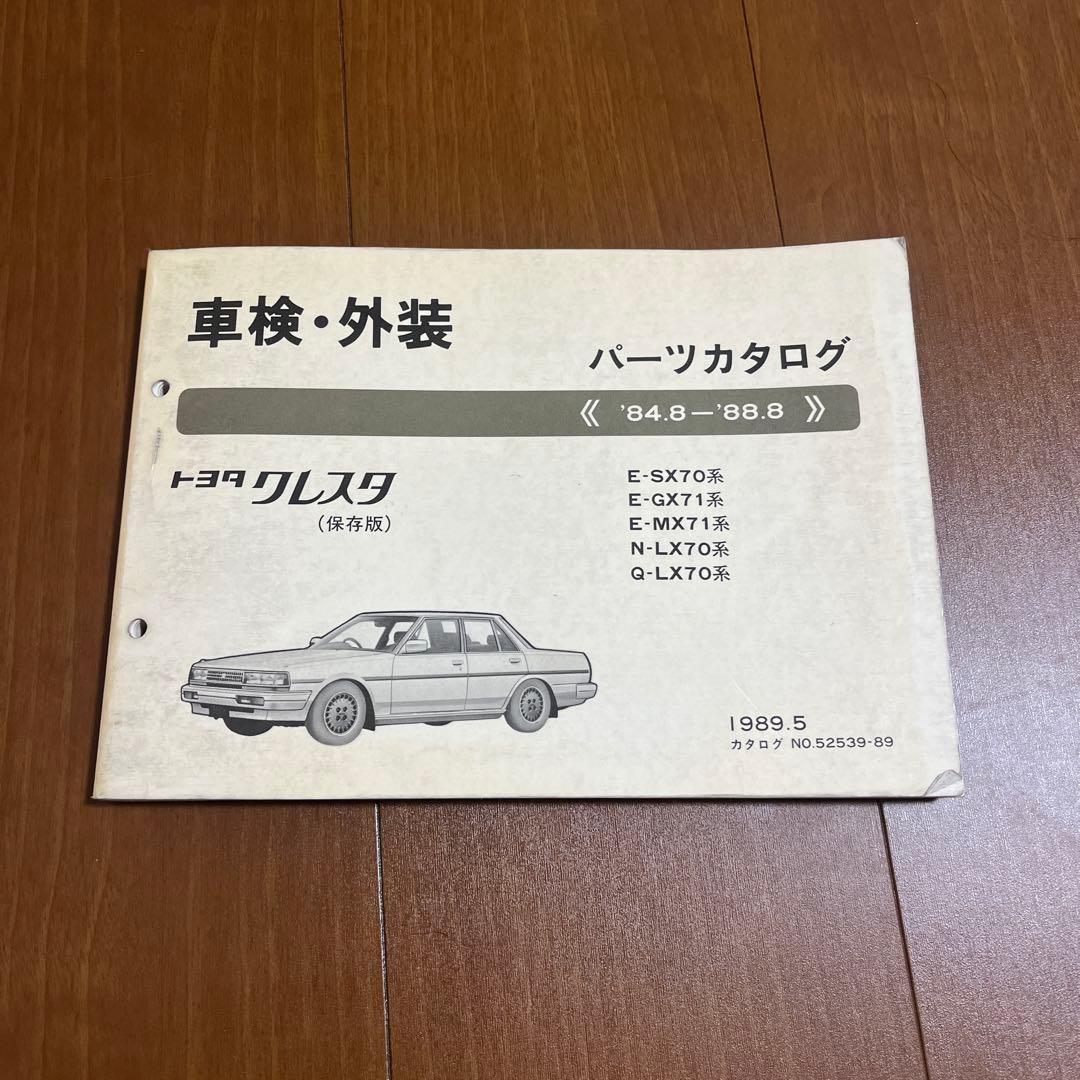 車検・外装
パーツカタログ
《 '84.8―'88.8 》
トヨタ クレスタ
(保存版)
E-SX70系
E-GX71系
E-MX71系
N-LX70系
Q-LX70系
1989.5
カタログ NO.52539-89